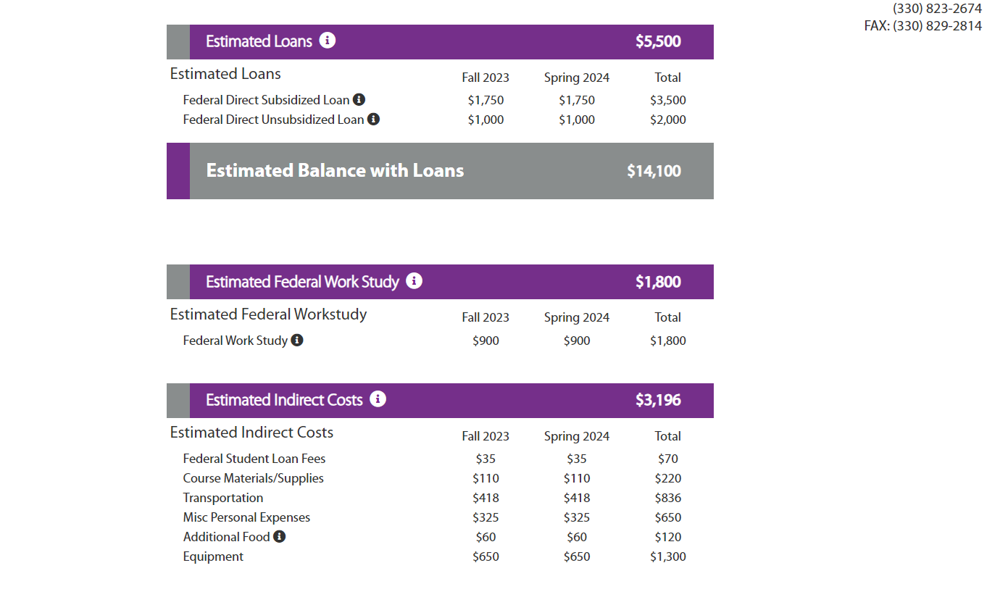 (330) 823-2674
FAX: (330) 829-2814
Estimated Loans $5,500
Estimated Loans Fall 2023 Spring 2024 Total
Federal Direct Subsidized Loan $1,750 $1,750 $3,500
Federal Direct Unsubsidized Loan $1,000 $1,000 $2,000
Estimated Balance with Loans $14,100
Estimated Federal Work Study $1,800
Estimated Federal Workstudy Fall 2023 Spring 2024 Total
Federal Work Study $900 $900 $1,800
Estimated Indirect Costs $3,196
Estimated Indirect Costs Fall 2023 Spring 2024 Total
Federal Student Loan Fees $35 $35 $70
Course Materials/Supplies $110 $110 $220
Transportation $418 $418 $836
Misc Personal Expenses $325 $325 $650
Additional Food $60 $60 $120
Equipment $650 $650 $1,300